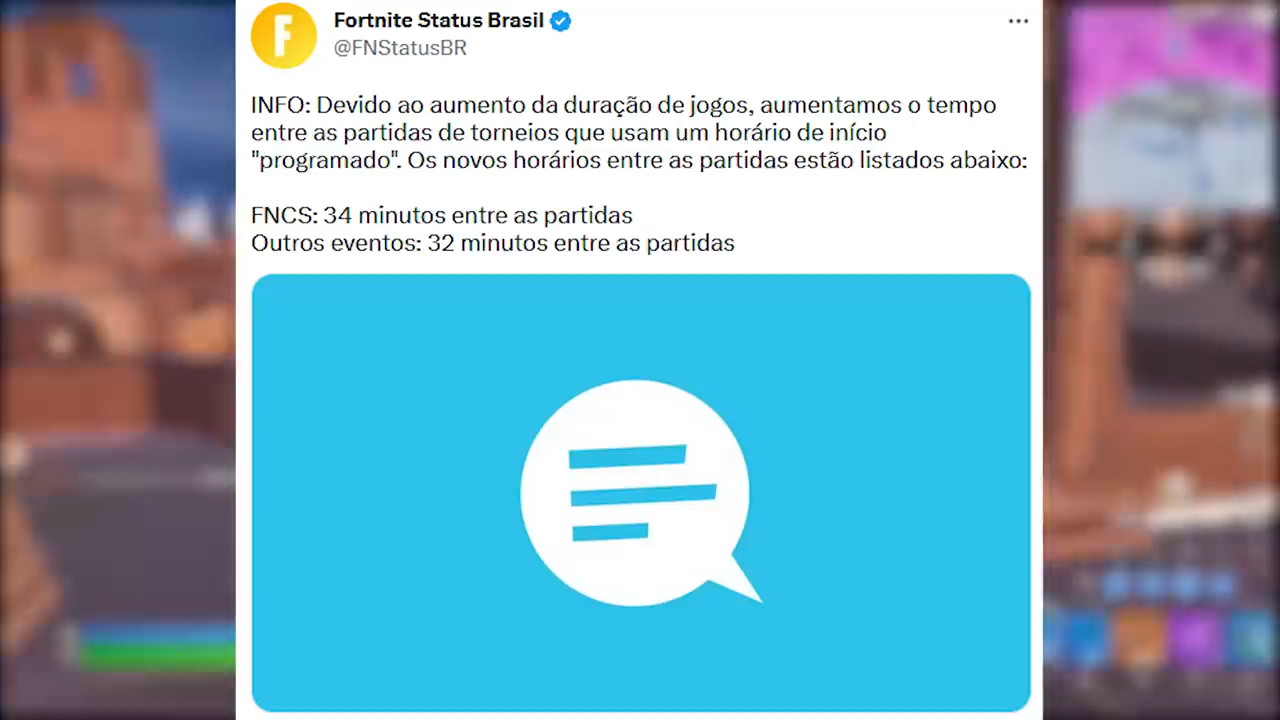 Fortnite Status Brasil
@FNStatusBR
INFO: Devido ao aumento da duração de jogos, aumentamos o tempo
entre as partidas de torneios que usam um horário de início
"programado". Os novos horários entre as partidas estão listados abaixo:
FNCS: 34 minutos entre as partidas
Outros eventos: 32 minutos entre as partidas